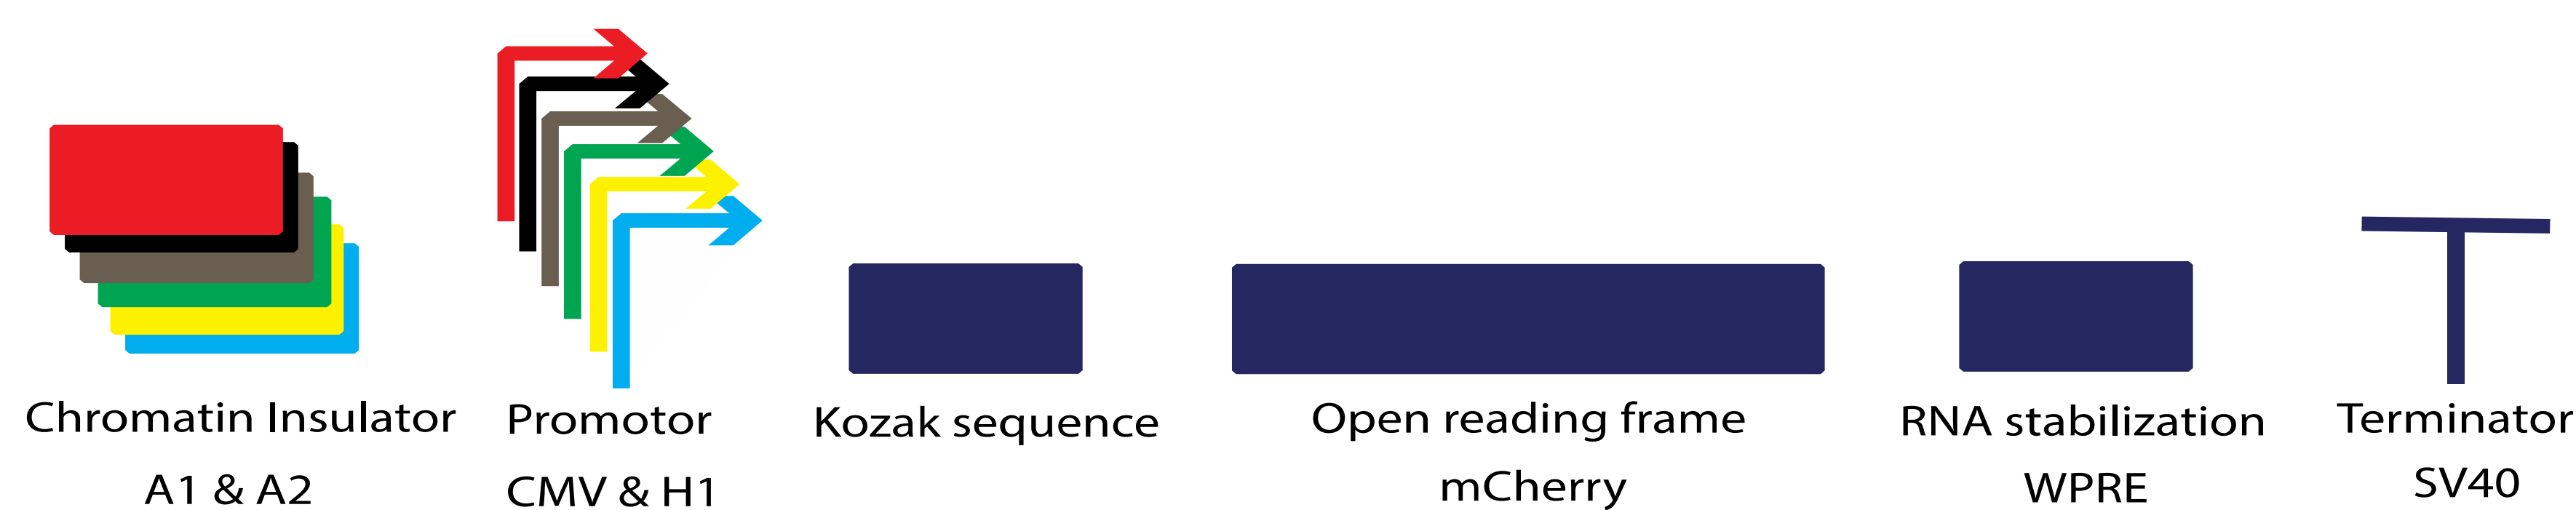 Chromatin Insulator
A1 & A2
Promotor
CMV & H1
Kozak sequence
Open reading frame
mCherry
RNA stabilization
WPRE
Terminator
SV40